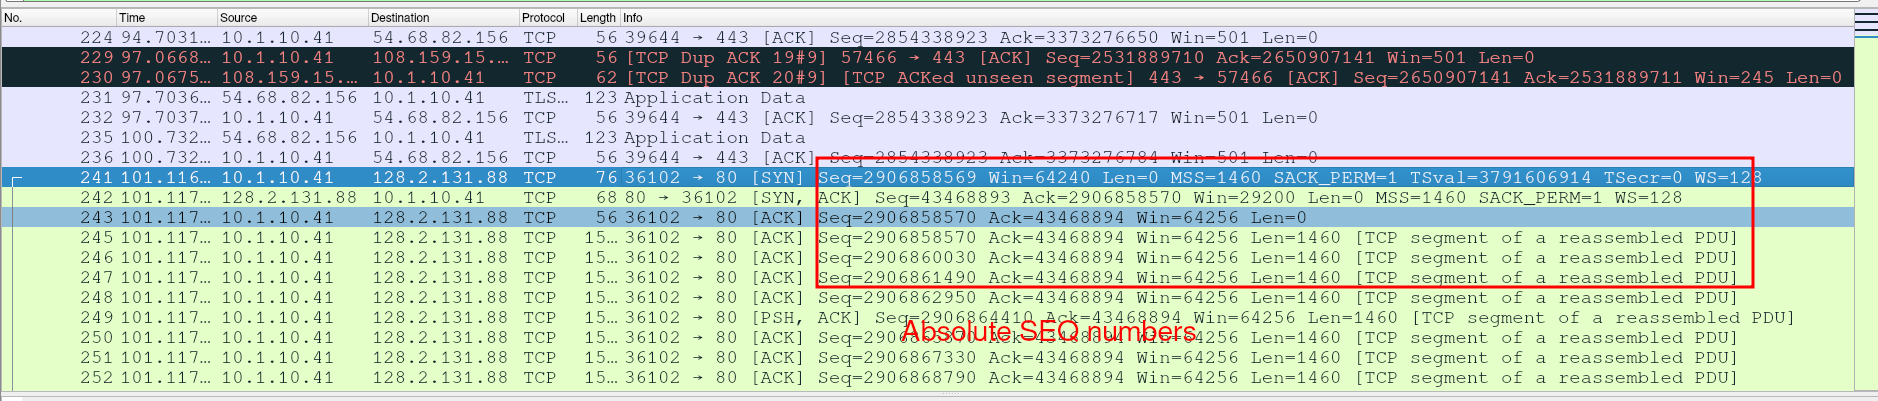 No. Time Source Destination Protocol Length Info
224 94.7031… 10.1.10.41 54.68.82.156 TCP 56 39644 → 443 [ACK] Seq=2854338923 Ack=3373276650 Win=501 Len=0
229 97.0668… 10.1.10.41 108.159.15.… TCP 56 [TCP Dup ACK 19#9] 57466 → 443 [ACK] Seq=2531889710 Ack=2650907141 Win=501 Len=0
230 97.0675… 108.159.15.… 10.1.10.41 TCP 62 [TCP Dup ACK 20#9] [TCP ACKed unseen segment] 443 → 57466 [ACK] Seq=2650907141 Ack=2531889711 Win=245 Len=0
231 97.7036… 54.68.82.156 10.1.10.41 TLS… 123 Application Data
232 97.7037… 10.1.10.41 54.68.82.156 TCP 56 39644 → 443 [ACK] Seq=2854338923 Ack=3373276717 Win=501 Len=0
235 100.732… 54.68.82.156 10.1.10.41 TLS… 123 Application Data
236 100.732… 10.1.10.41 54.68.82.156 TCP 56 39644 → 443 [ACK] Seq=2854338923 Ack=3373276784 Win=501 Len=0
241 101.116… 10.1.10.41 128.2.131.88 TCP 76 36102 → 80 [SYN] Seq=2906858569 Win=64240 Len=0 MSS=1460 SACK_PERM=1 TSval=3791606914 TSecr=0 WS=128
242 101.117… 128.2.131.88 10.1.10.41 TCP 68 80 → 36102 [SYN, ACK] Seq=43468893 Ack=2906858570 Win=29200 Len=0 MSS=1460 SACK_PERM=1 WS=128
243 101.117… 10.1.10.41 128.2.131.88 TCP 56 36102 → 80 [ACK] Seq=2906858570 Ack=43468894 Win=64256 Len=0
245 101.117… 10.1.10.41 128.2.131.88 TCP 15… 36102 → 80 [ACK] Seq=2906858570 Ack=43468894 Win=64256 Len=1460 [TCP segment of a reassembled PDU]
246 101.117… 10.1.10.41 128.2.131.88 TCP 15… 36102 → 80 [ACK] Seq=2906860030 Ack=43468894 Win=64256 Len=1460 [TCP segment of a reassembled PDU]
247 101.117… 10.1.10.41 128.2.131.88 TCP 15… 36102 → 80 [ACK] Seq=2906861490 Ack=43468894 Win=64256 Len=1460 [TCP segment of a reassembled PDU]
248 101.117… 10.1.10.41 128.2.131.88 TCP 15… 36102 → 80 [ACK] Seq=2906862950 Ack=43468894 Win=64256 Len=1460 [TCP segment of a reassembled PDU]
249 101.117… 10.1.10.41 128.2.131.88 TCP 15… 36102 → 80 [PSH, ACK] Seq=2906864410 Ack=43468894 Win=64256 Len=1460 [TCP segment of a reassembled PDU]
Absolute SEQ numbers
250 101.117… 10.1.10.41 128.2.131.88 TCP 15… 36102 → 80 [ACK] Len=1460 [TCP segment of a reassembled PDU]
251 101.117… 10.1.10.41 128.2.131.88 TCP 15… 36102 → 80 [ACK] Seq=2906867330 Ack=43468894 Win=64256 Len=1460 [TCP segment of a reassembled PDU]
252 101.117… 10.1.10.41 128.2.131.88 TCP 15… 36102 → 80 [ACK] Seq=2906868790 Ack=43468894 Win=64256 Len=1460 [TCP segment of a reassembled PDU]